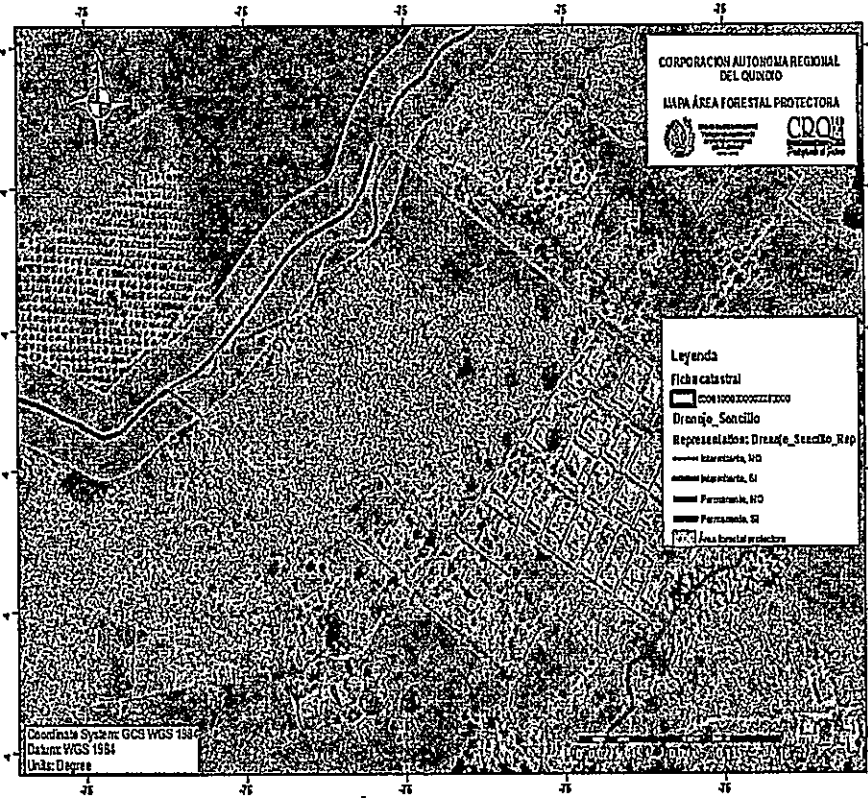 -75 -75 -75 -75 -75
CORPORACION AUTONOMA REGIONAL
DEL QUINDIO
MAPA ÁREA FORESTAL PROTECTORA
CRQ
Leyenda
Ficha catastral
Drenaje_Sencillo
Representation: Drenaje_Sencillo_Rep
Intermitente, NO
Intermitente, SI
Permanente, NO
Permanente, SI
Área forestal protectora
Coordinate System: GCS WGS 1984
Datum: WGS 1984
Units: Degree
-75 -75 -75 -75 -75